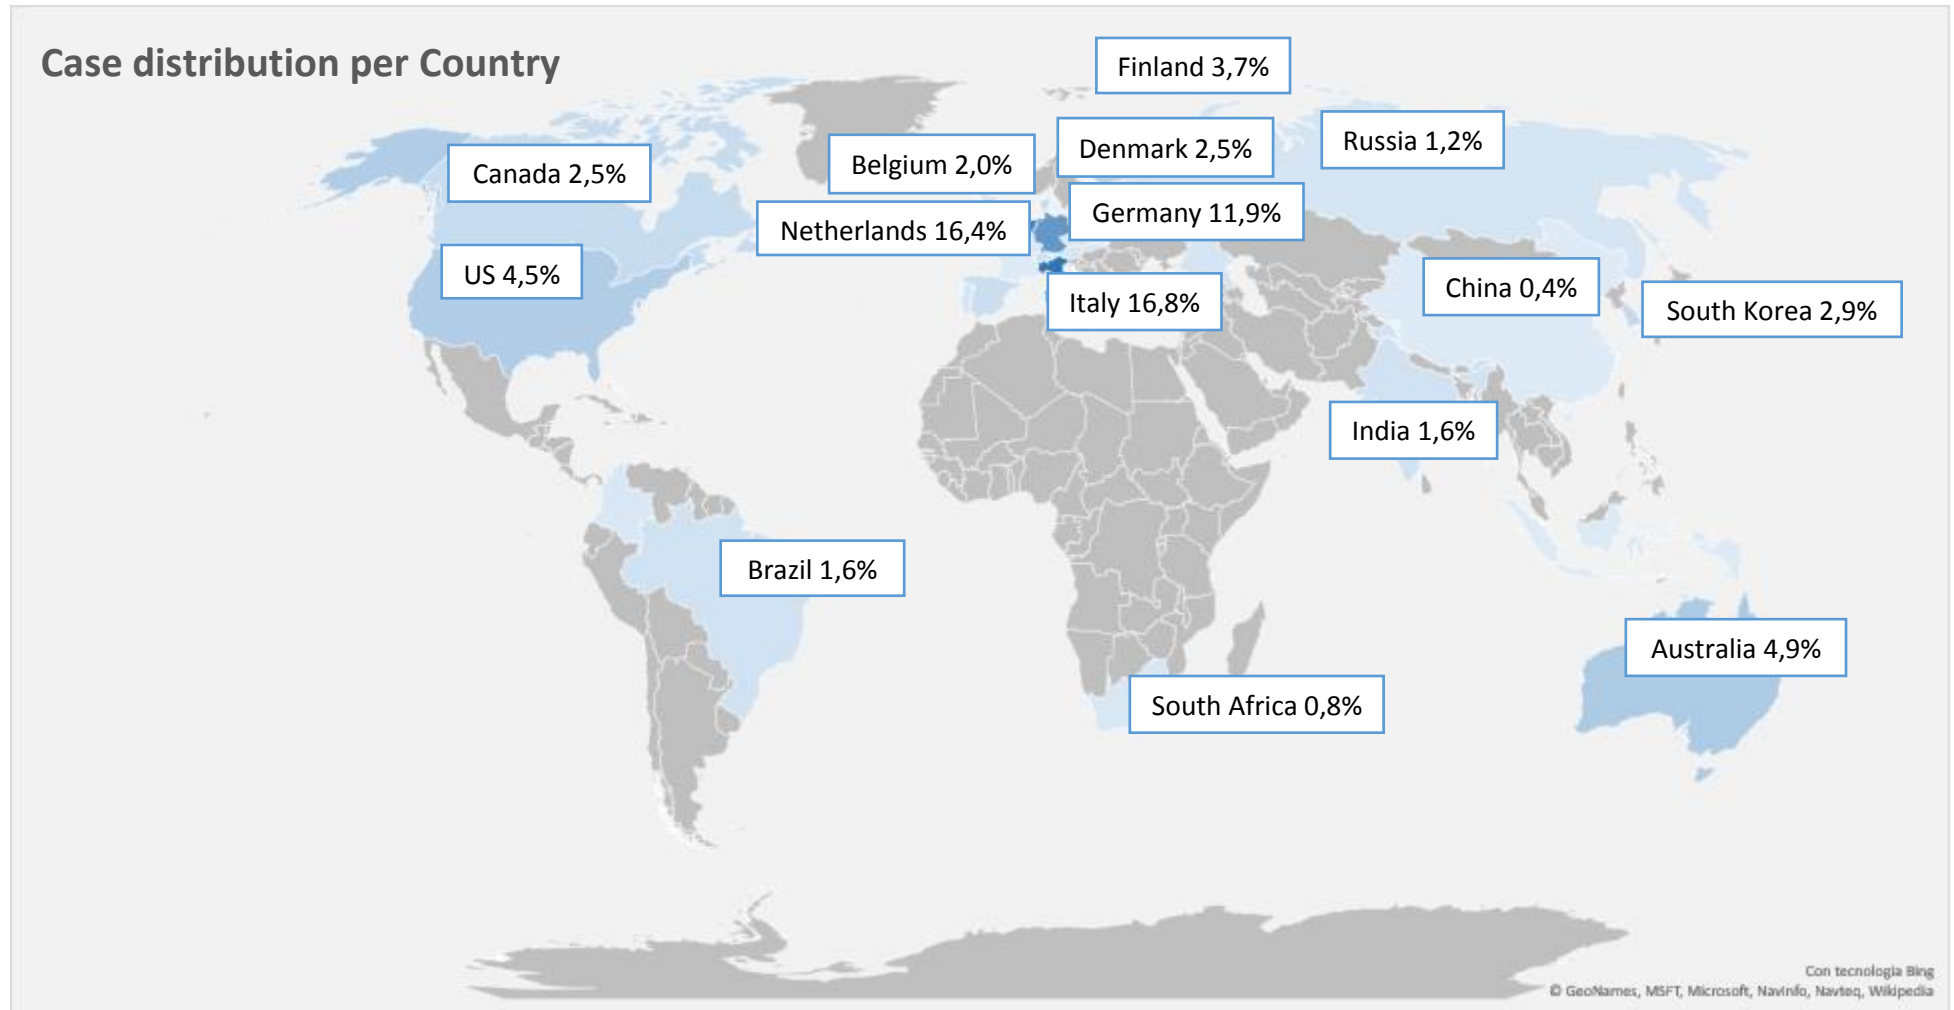 Case distribution per Country
Finland 3,7%
Russia 1,2%
Denmark 2,5%
Belgium 2,0%
Canada 2,5%
Germany 11,9%
Netherlands 16,4%
US 4,5%
China 0,4%
Italy 16,8%
South Korea 2,9%
India 1,6%
Brazil 1,6%
Australia 4,9%
South Africa 0,8%
Con tecnologia Bing
© GeoNames, MSFT, Microsoft, NavInfo, Navteq, Wikipedia